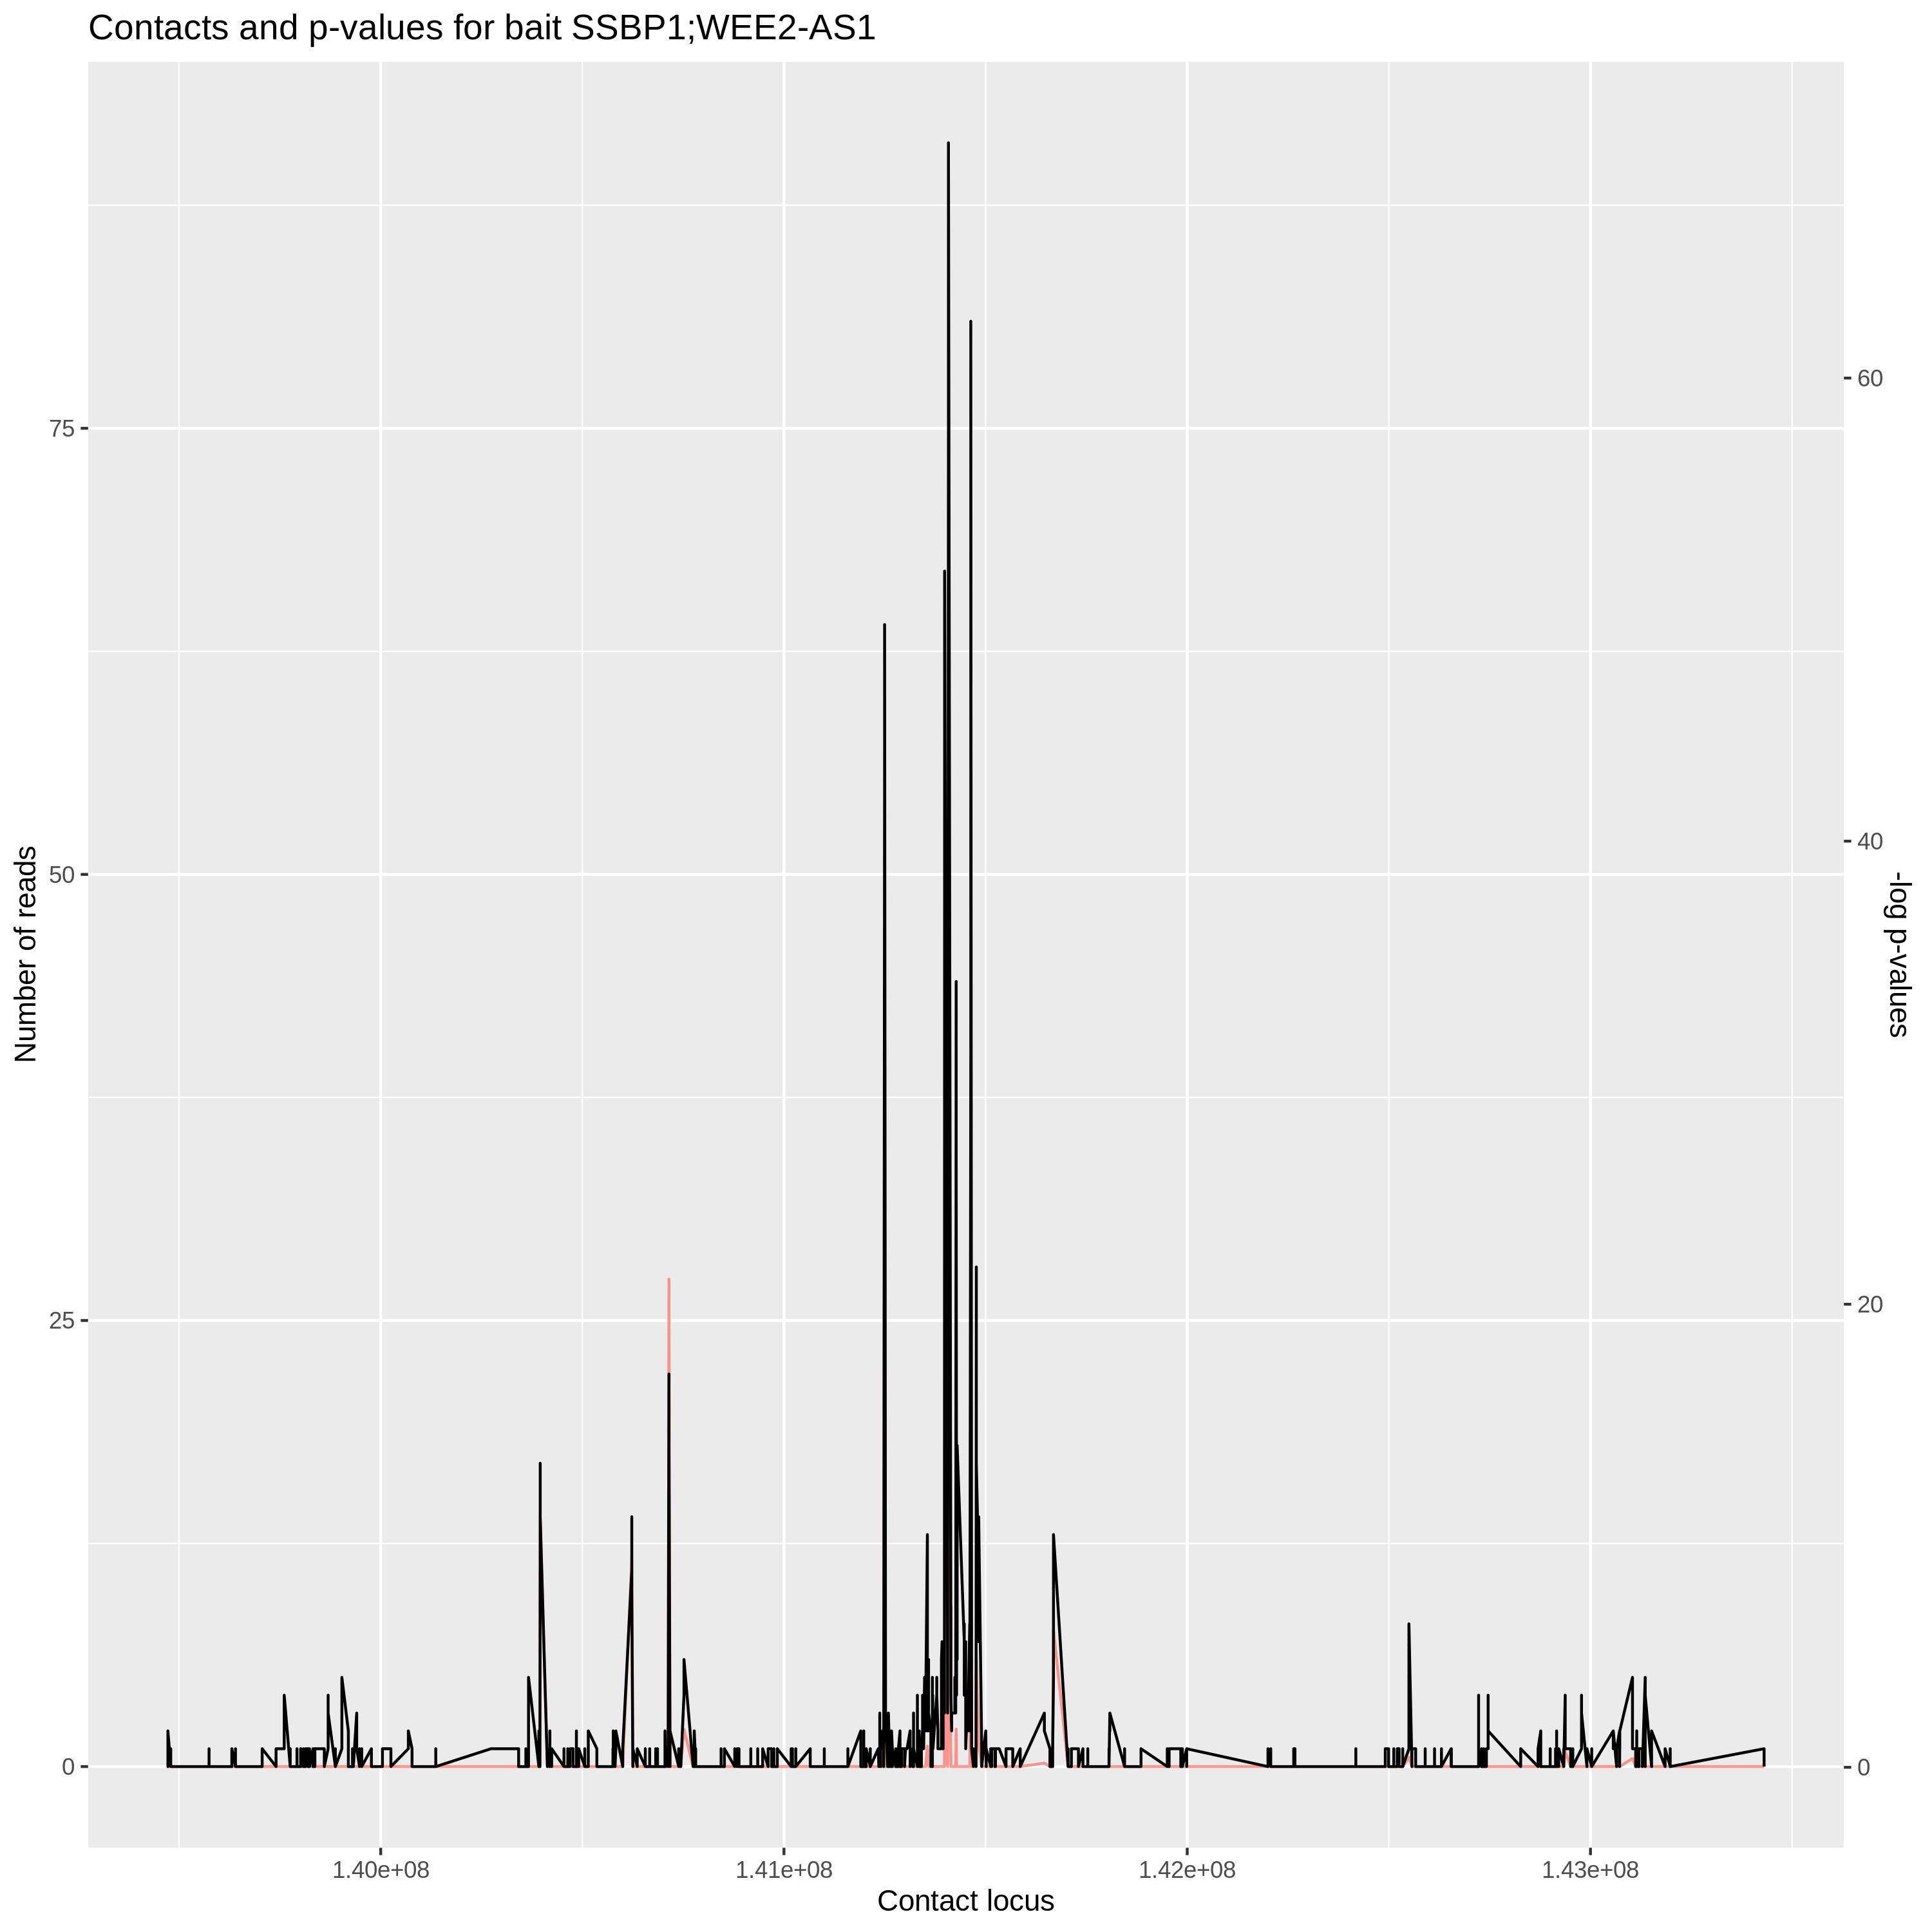 Contacts and p-values for bait SSBP1;WEE2-AS1
75
50
25
0
60
40
20
0
Number of reads
-log p-values
1.40e+08
1.41e+08
1.42e+08
1.43e+08
Contact locus